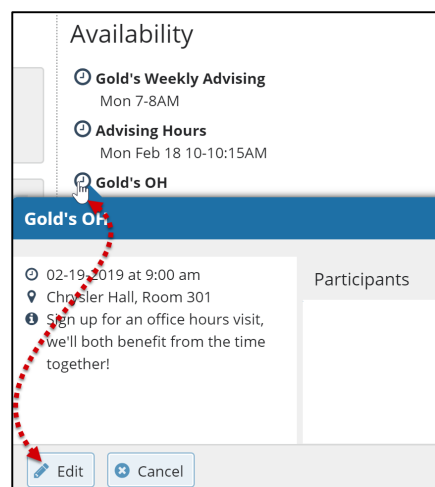 Availability
Gold's Weekly Advising
Mon 7-8AM
Advising Hours
Mon Feb 18 10-10:15AM
Gold's OH
Gold's OH
02-19-2019 at 9:00 am
Participants
Chrysler Hall, Room 301
Sign up for an office hours visit,
we'll both benefit from the time
together!
Edit
Cancel